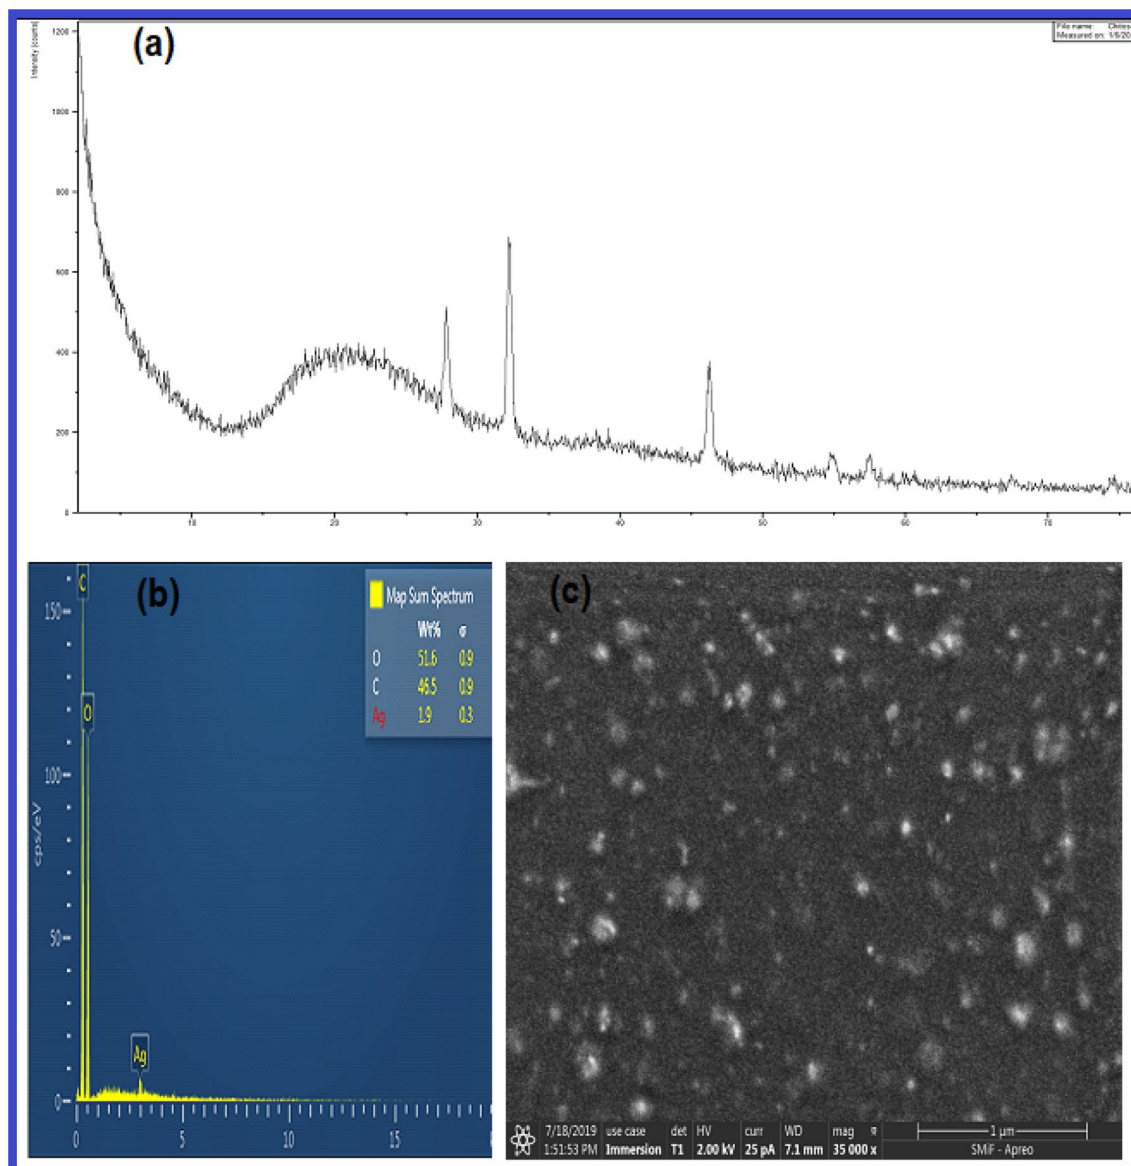 (a)
Intensity (counts)
File name: Chitos
Measured on: 1/8/20
1200
1000
800
600
400
200
0
10 20 30 40 50 60 70
(b)
C
O
Ag
Map Sum Spectrum
Wt% σ
O 51.6 0.9
C 46.5 0.9
Ag 1.9 0.3
150
100
50
0
cps/eV
0 5 10 15
(c)
7/18/2019 use case det HV curr WD mag
1:51:53 PM Immersion T1 2.00 kV 25 pA 7.1 mm 35 000 x
1 µm
SMiF - Apreo